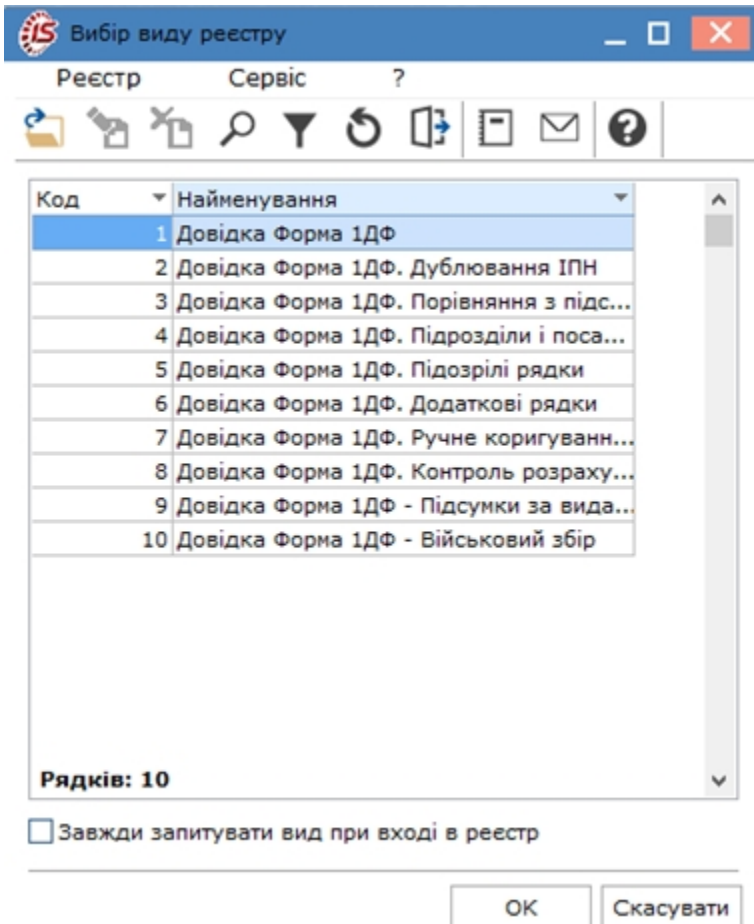 IS Вибір виду реєстру
Реєстр Сервіс ?
Код Найменування
1 Довідка Форма 1ДФ
2 Довідка Форма 1ДФ. Дублювання ІПН
3 Довідка Форма 1ДФ. Порівняння з підс...
4 Довідка Форма 1ДФ. Підрозділи і поса...
5 Довідка Форма 1ДФ. Підозрілі рядки
6 Довідка Форма 1ДФ. Додаткові рядки
7 Довідка Форма 1ДФ. Ручне коригуванн...
8 Довідка Форма 1ДФ. Контроль розраху...
9 Довідка Форма 1ДФ - Підсумки за вида...
10 Довідка Форма 1ДФ - Військовий збір
Рядків: 10
Завжди запитувати вид при вході в реєстр
ОК Скасувати